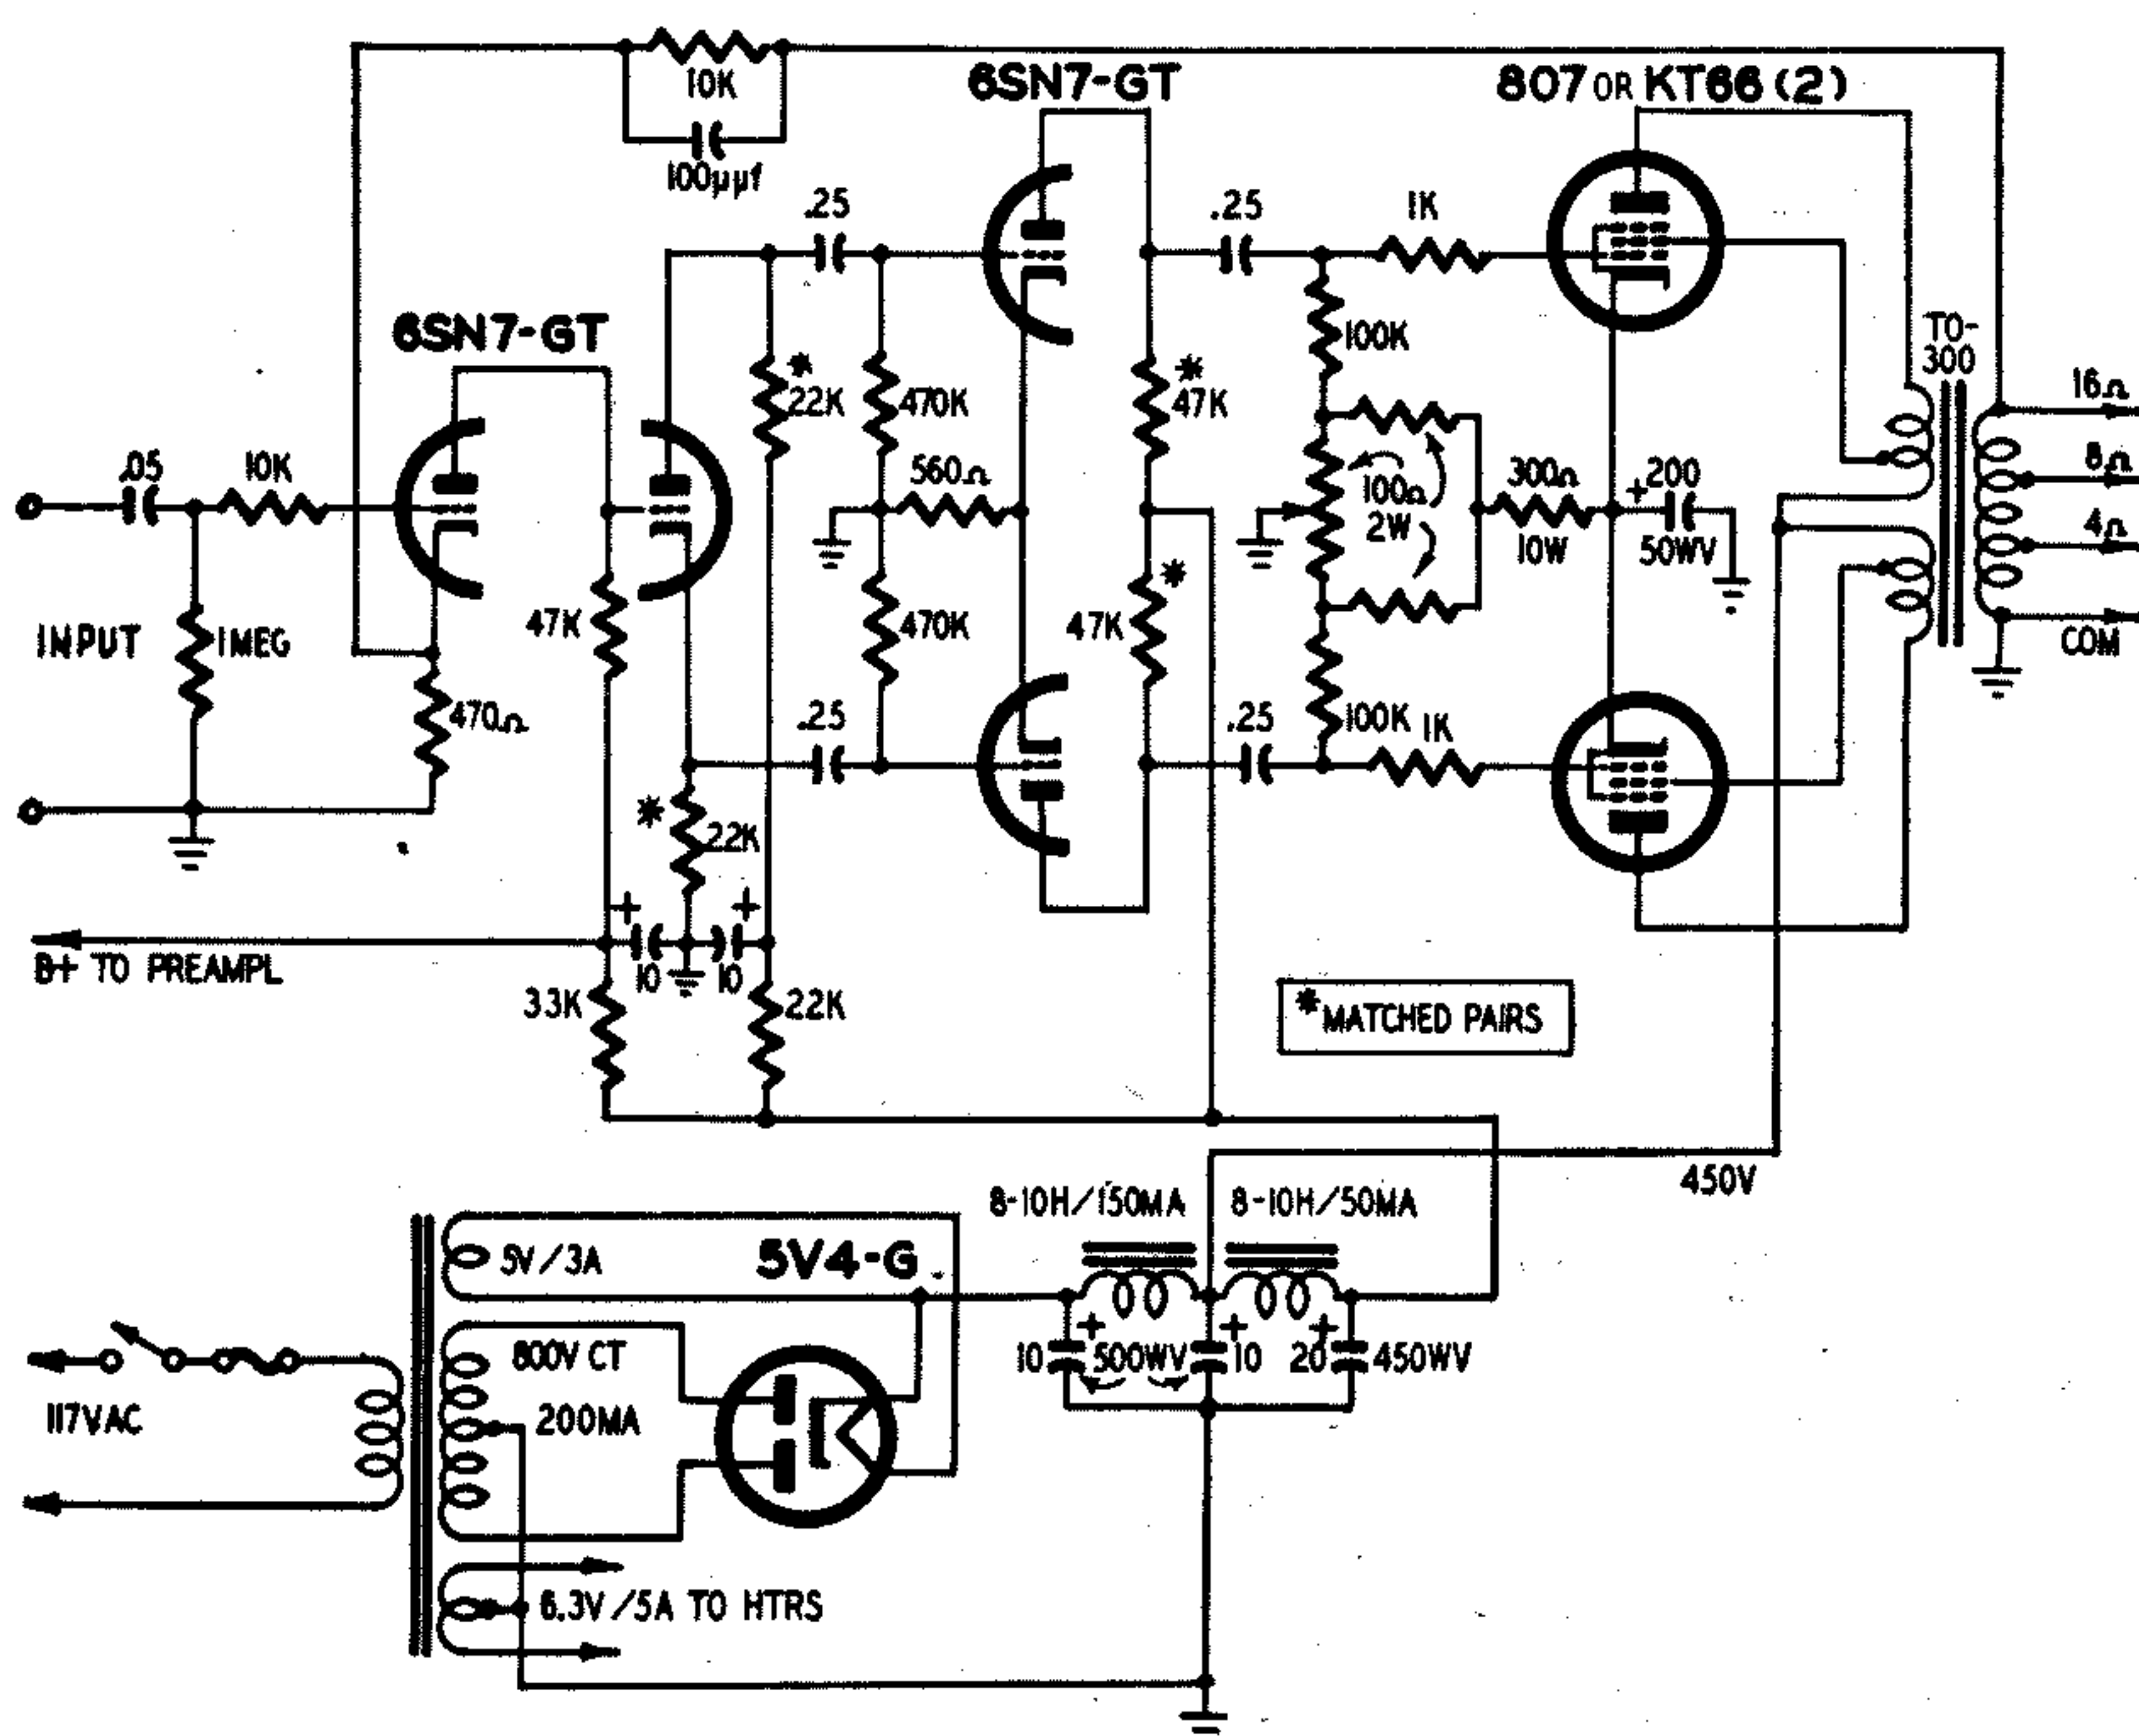 10K
100µµf
6SN7-GT
807 OR KT66 (2)
.25
.25
1K
6SN7-GT
100K
TO-
300
*
22K
470K
*
47K
16Ω
.05
10K
560Ω
100Ω
2W
300Ω
10W
+ 200
50WV
8Ω
4Ω
INPUT
1 MEG
47K
470K
47K
*
COM
470Ω
.25
.25
100K
1K
*
22K
+
+
B+ TO PREAMPL
10
10
33K
22K
* MATCHED PAIRS
450V
8-10H/150MA
8-10H/50MA
5V/3A
5V4-G
800V CT
200MA
+
+
+
10
500WV
10
20
450WV
117VAC
6.3V/5A TO HTRS